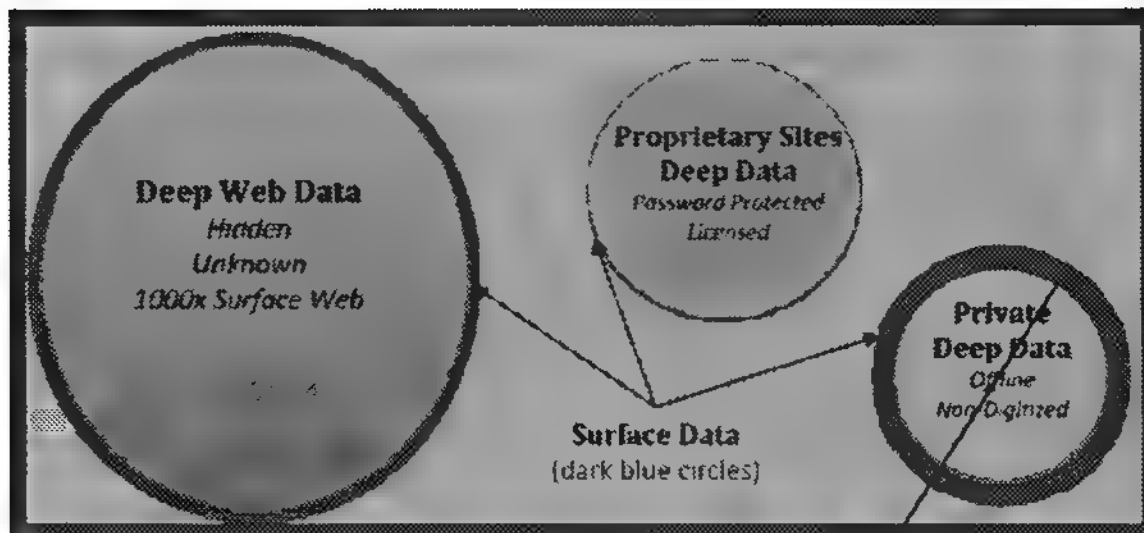 Deep Web Data
Hidden
Unknown
1000x Surface Web
Proprietary Sites
Deep Data
Password Protected
Licensed
Private
Deep Data
Offline
Non-Digitized
Surface Data
(dark blue circles)